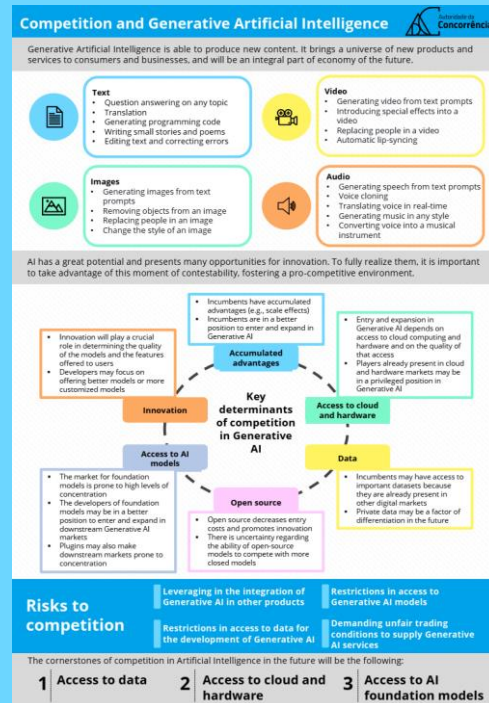 Competition and Generative Artificial Intelligence
Autoridade da
Concorrência
Generative Artificial Intelligence is able to produce new content. It brings a universe of new products and
services to consumers and businesses, and will be an integral part of economy of the future.
Text
• Question answering on any topic
• Translation
• Generating programming code
• Writing small stories and poems
• Editing text and correcting errors
Video
• Generating video from text prompts
• Introducing special effects into a
video
• Replacing people in a video
• Automatic lip-syncing
Images
• Generating images from text
prompts
• Removing objects from an image
• Replacing people in an image
• Change the style of an image
Audio
• Generating speech from text prompts
• Voice cloning
• Translating voice in real-time
• Generating music in any style
• Converting voice into a musical
instrument
AI has a great potential and presents many opportunities for innovation. To fully realize them, it is important
to take advantage of this moment of contestability, fostering a pro-competitive environment.
• Incumbents have accumulated
advantages (e.g., scale effects)
• Incumbents are in a better
position to enter and expand in
Generative AI
Accumulated
advantages
• Innovation will play a crucial
role in determining the quality
of the models and the features
offered to users
• Developers may focus on
offering better models or more
customized models
Innovation
• Entry and expansion in
Generative AI depends on
access to cloud computing and
hardware and on the quality of
that access
• Players already present in cloud
and hardware markets may be
in a privileged position in
Generative AI
Access to cloud
and hardware
Key
determinants
of competition
in Generative
AI
Access to AI
models
• The market for foundation
models is prone to high levels of
concentration
• The developers of foundation
models may be in a better
position to enter and expand in
downstream Generative AI
markets
• Plugins may also make
downstream markets prone to
concentration
Data
• Incumbents may have access to
important datasets because
they are already present in
other digital markets
• Private data may be a factor of
differentiation in the future
Open source
• Open source decreases entry
costs and promotes innovation
• There is uncertainty regarding
the ability of open-source
models to compete with more
closed models
Risks to
competition
Leveraging in the integration of
Generative AI in other products
Restrictions in access to
Generative AI models
Restrictions in access to data for
the development of Generative AI
Demanding unfair trading
conditions to supply Generative
AI services
The cornerstones of competition in Artificial Intelligence in the future will be the following:
1 Access to data
2 Access to cloud and
hardware
3 Access to AI
foundation models